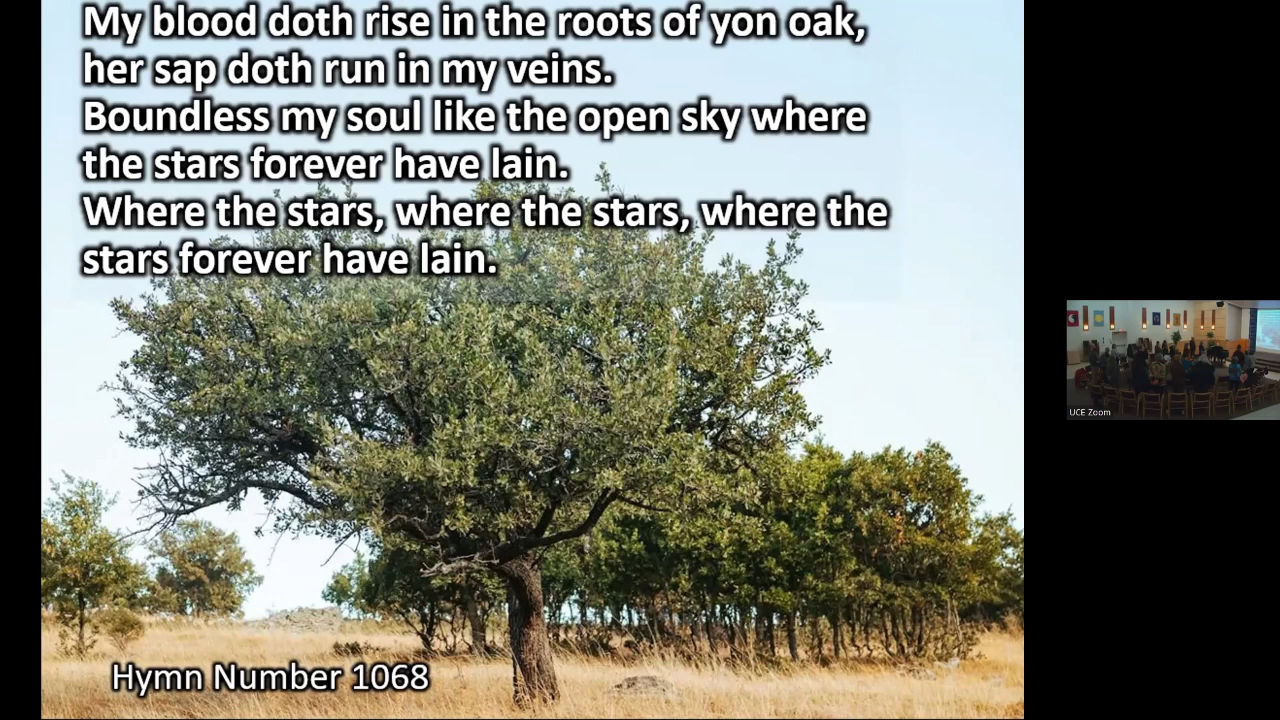 My blood doth rise in the roots of yon oak,
her sap doth run in my veins.
Boundless my soul like the open sky where
the stars forever have lain.
Where the stars, where the stars, where the
stars forever have lain.
Hymn Number 1068
UCE Zoom